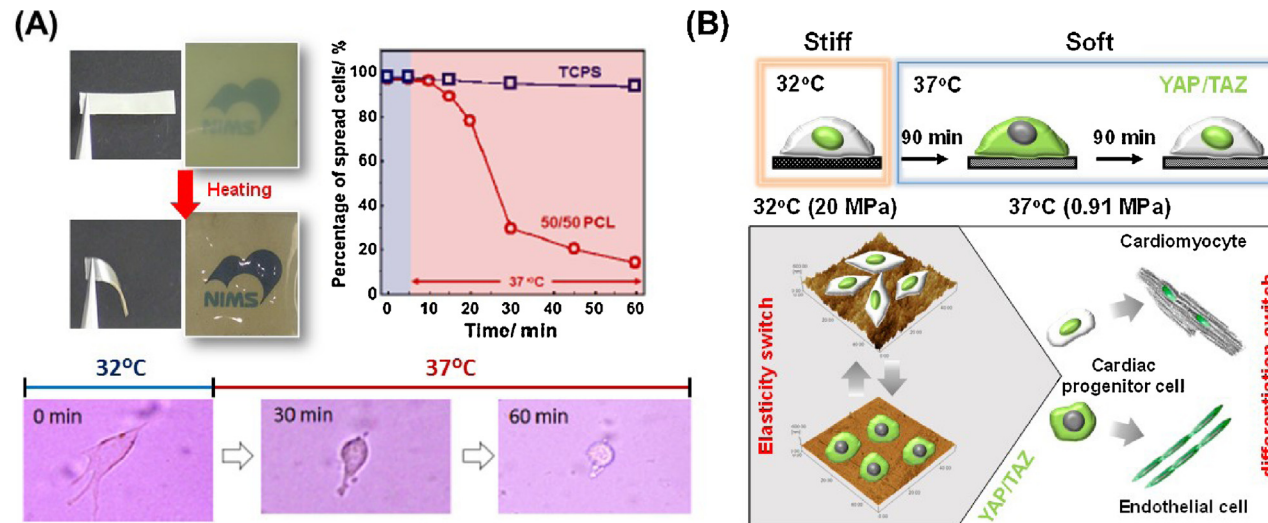 (A)
NIMS
Heating
NIMS
Percentage of spread cells/ %
100
80
60
40
20
0
TCPS
50/50 PCL
37 °C
0 10 20 30 40 50 60
Time/ min
32°C
37°C
0 min
30 min
60 min
(B)
Stiff
Soft
32°C
37°C
YAP/TAZ
90 min
90 min
32°C (20 MPa)
37°C (0.91 MPa)
Elasticity switch
Cardiomyocyte
Cardiac
progenitor cell
YAP/TAZ
Endothelial cell
differentiation switch